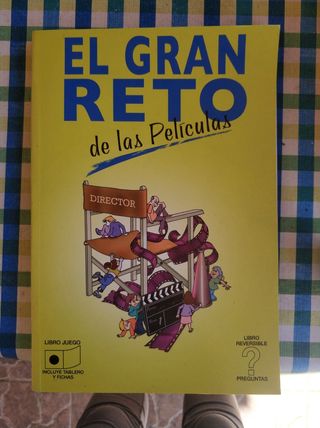 EL GRAN
RETO
de las Películas
DIRECTOR
LIBRO JUEGO
INCLUYE TABLERO
Y FICHAS
LIBRO
REVERSIBLE
?
PREGUNTAS